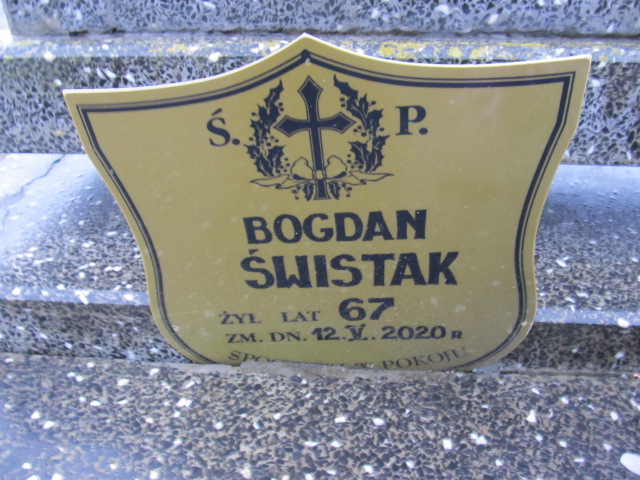 Ś. P.
BOGDAN
ŚWISTAK
ŻYŁ LAT 67
ZM. DN. 12.V.2020 R
POKOJU